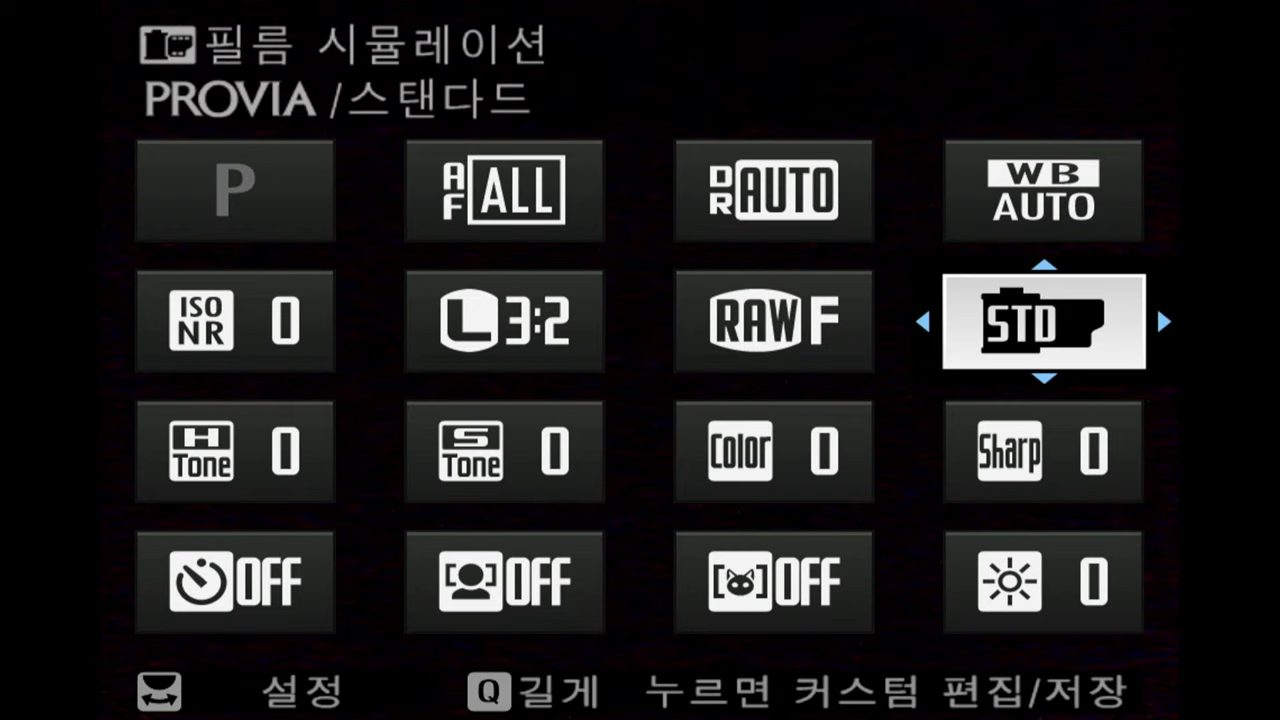 필름 시뮬레이션
PROVIA /스탠다드
P AF ALL DR AUTO WB AUTO
ISO NR 0 L 3:2 RAW F STD
H Tone 0 S Tone 0 Color 0 Sharp 0
OFF OFF OFF 0
설정 Q 길게 누르면 커스텀 편집/저장